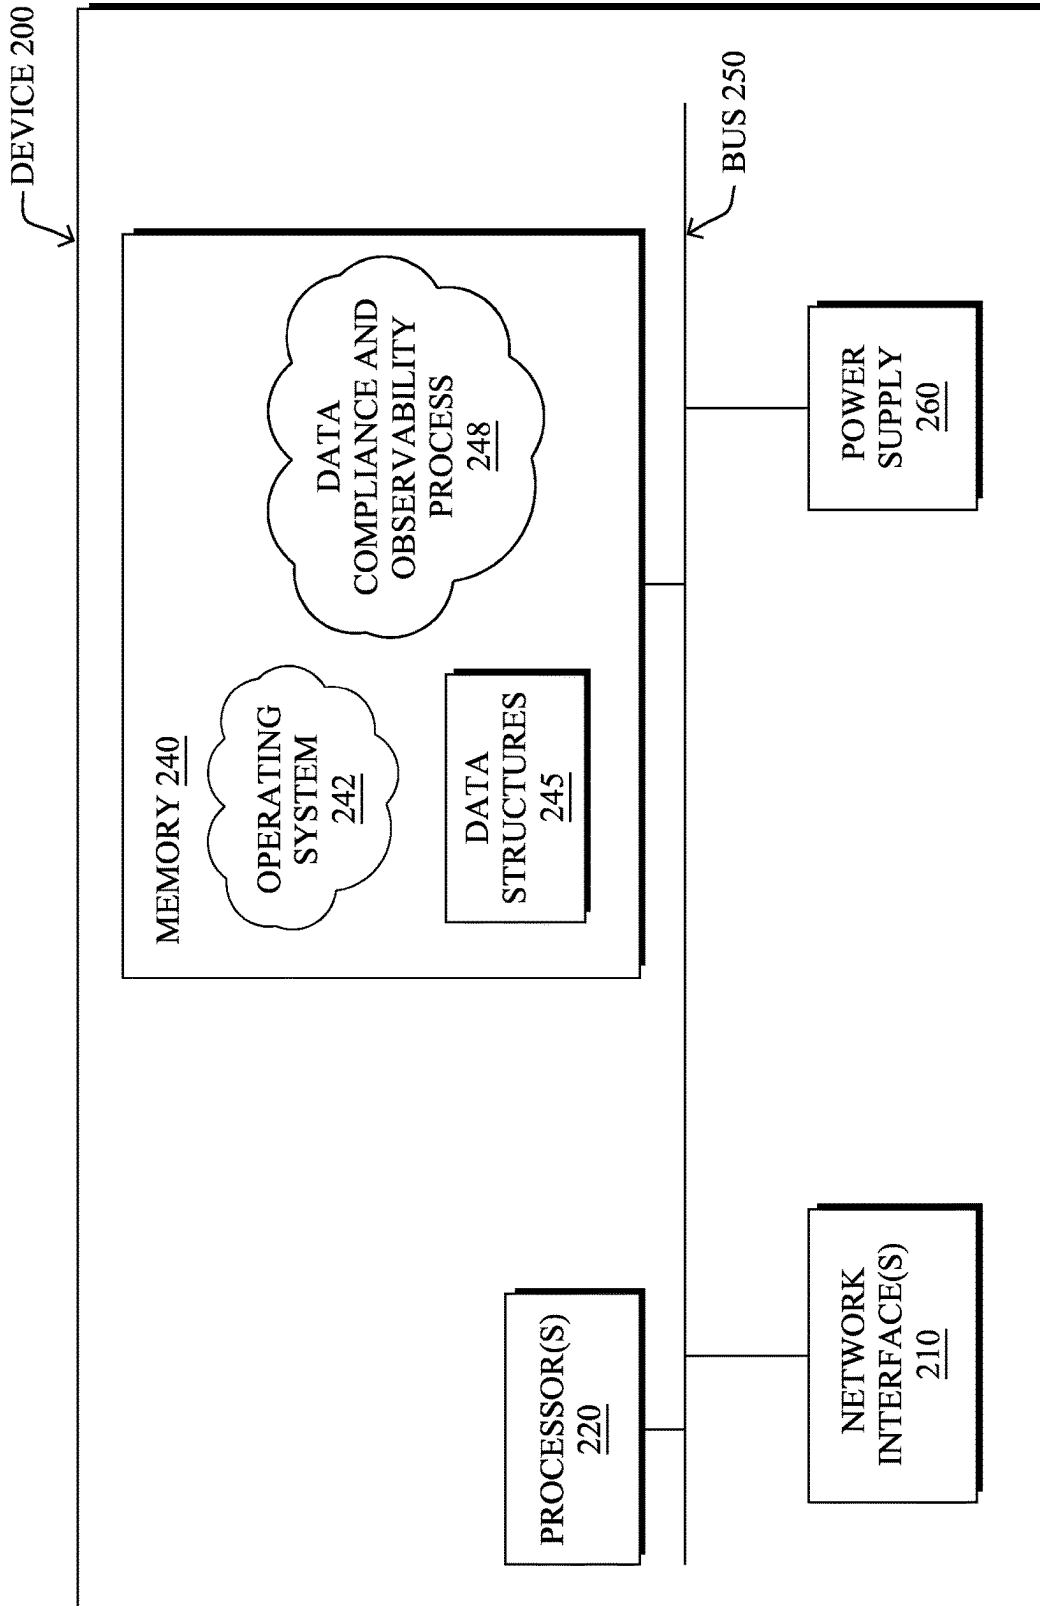 DEVICE 200
MEMORY 240
OPERATING
SYSTEM
242
DATA
STRUCTURES
245
DATA
COMPLIANCE AND
OBSERVABILITY
PROCESS
248
PROCESSOR(S)
220
BUS 250
NETWORK
INTERFACE(S)
210
POWER
SUPPLY
260